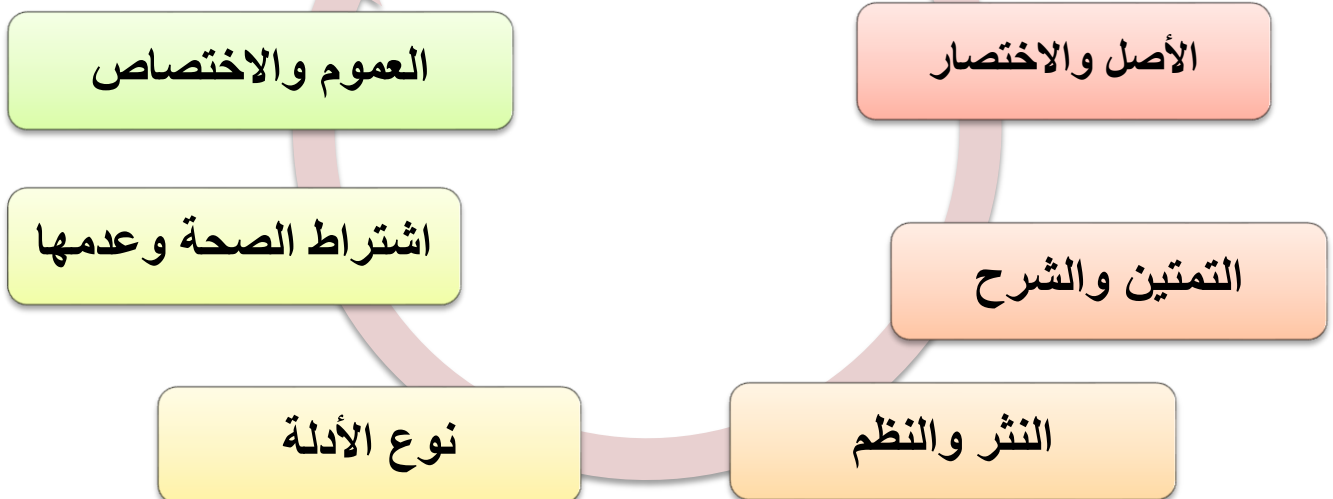 الأصل والاختصار
التمتين والشرح
النثر والنظم
نوع الأدلة
اشتراط الصحة وعدمها
العموم والاختصاص